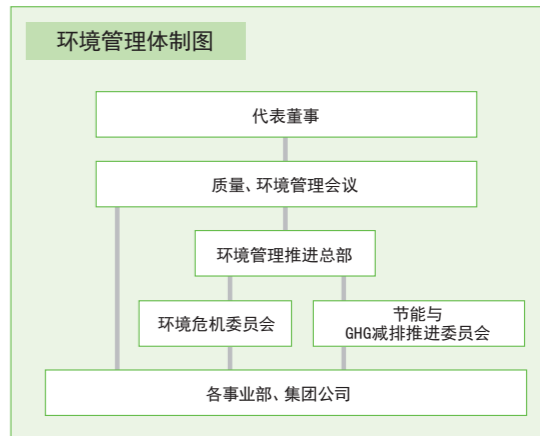 环境管理体制图
代表董事
质量、环境管理会议
环境管理推进总部
环境危机委员会
节能与
GHG减排推进委员会
各事业部、集团公司